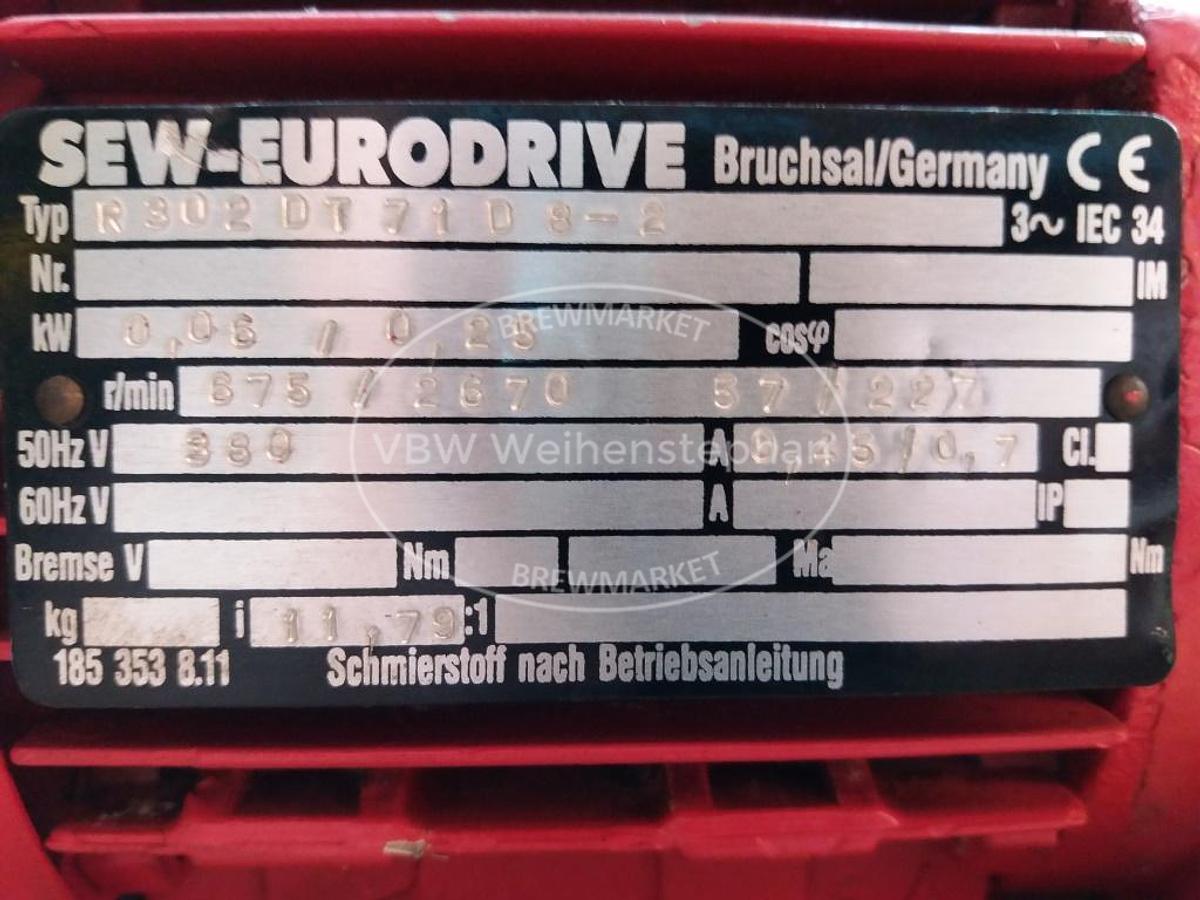 SEW-EURODRIVE Bruchsal/Germany CE
Typ R302 DT 71 D 8-2 3~ IEC 34
Nr. IM
BREWMARKET
kW 0,06 / 0,25 cosφ
r/min 675 / 2670 57 / 227
50Hz V 380 A 0,45/0,7 Cl.
VBW Weihenstephan
60Hz V A IP
Bremse V Nm Ma Nm
BREWMARKET
kg i 11,79 :1
185 353 8.11 Schmierstoff nach Betriebsanleitung